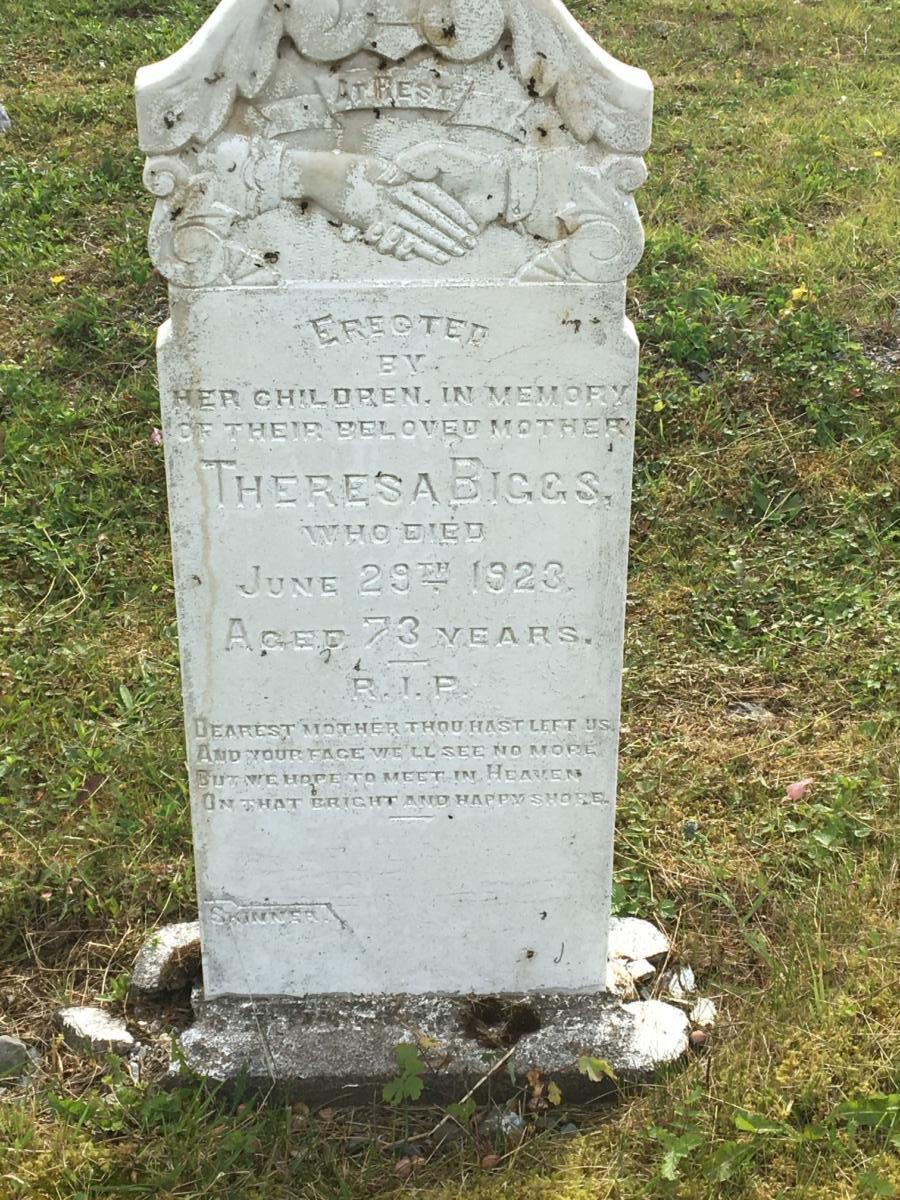 At Rest
ERECTED
BY
HER CHILDREN. IN MEMORY
OF THEIR BELOVED MOTHER
THERESA BIGGS,
WHO DIED
JUNE 29TH 1923.
AGED 73 YEARS.
R.I.P.
DEAREST MOTHER THOU HAST LEFT US
AND YOUR FACE WE'LL SEE NO MORE
BUT WE HOPE TO MEET IN HEAVEN
ON THAT BRIGHT AND HAPPY SHORE.
SKINNER.